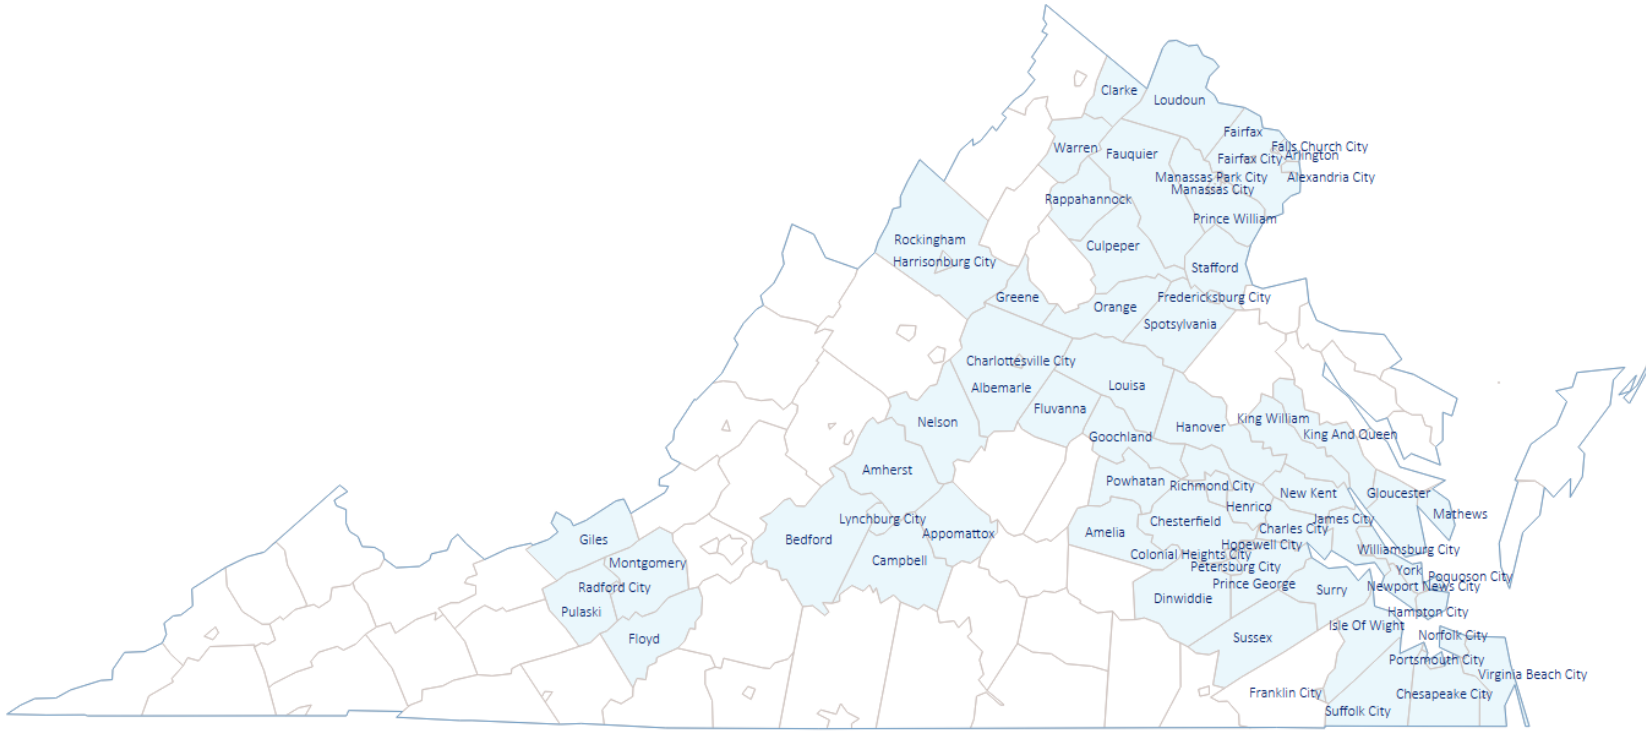 Clarke
Loudoun
Fairfax
Falls Church City
Warren
Fauquier
Fairfax City
Arlington
Manassas Park City
Alexandria City
Manassas City
Rappahannock
Prince William
Rockingham
Culpeper
Harrisonburg City
Stafford
Greene
Orange
Fredericksburg City
Spotsylvania
Charlottesville City
Albemarle
Louisa
Fluvanna
Nelson
King William
Goochland
Hanover
King And Queen
Amherst
Powhatan
Richmond City
New Kent
Gloucester
Henrico
Mathews
Lynchburg City
Chesterfield
James City
Appomattox
Amelia
Charles City
Bedford
Giles
Hopewell City
Williamsburg City
Colonial Heights City
Campbell
Montgomery
Petersburg City
York
Poquoson City
Radford City
Prince George
Newport News City
Surry
Dinwiddie
Pulaski
Hampton City
Isle Of Wight
Floyd
Sussex
Norfolk City
Portsmouth City
Virginia Beach City
Franklin City
Chesapeake City
Suffolk City